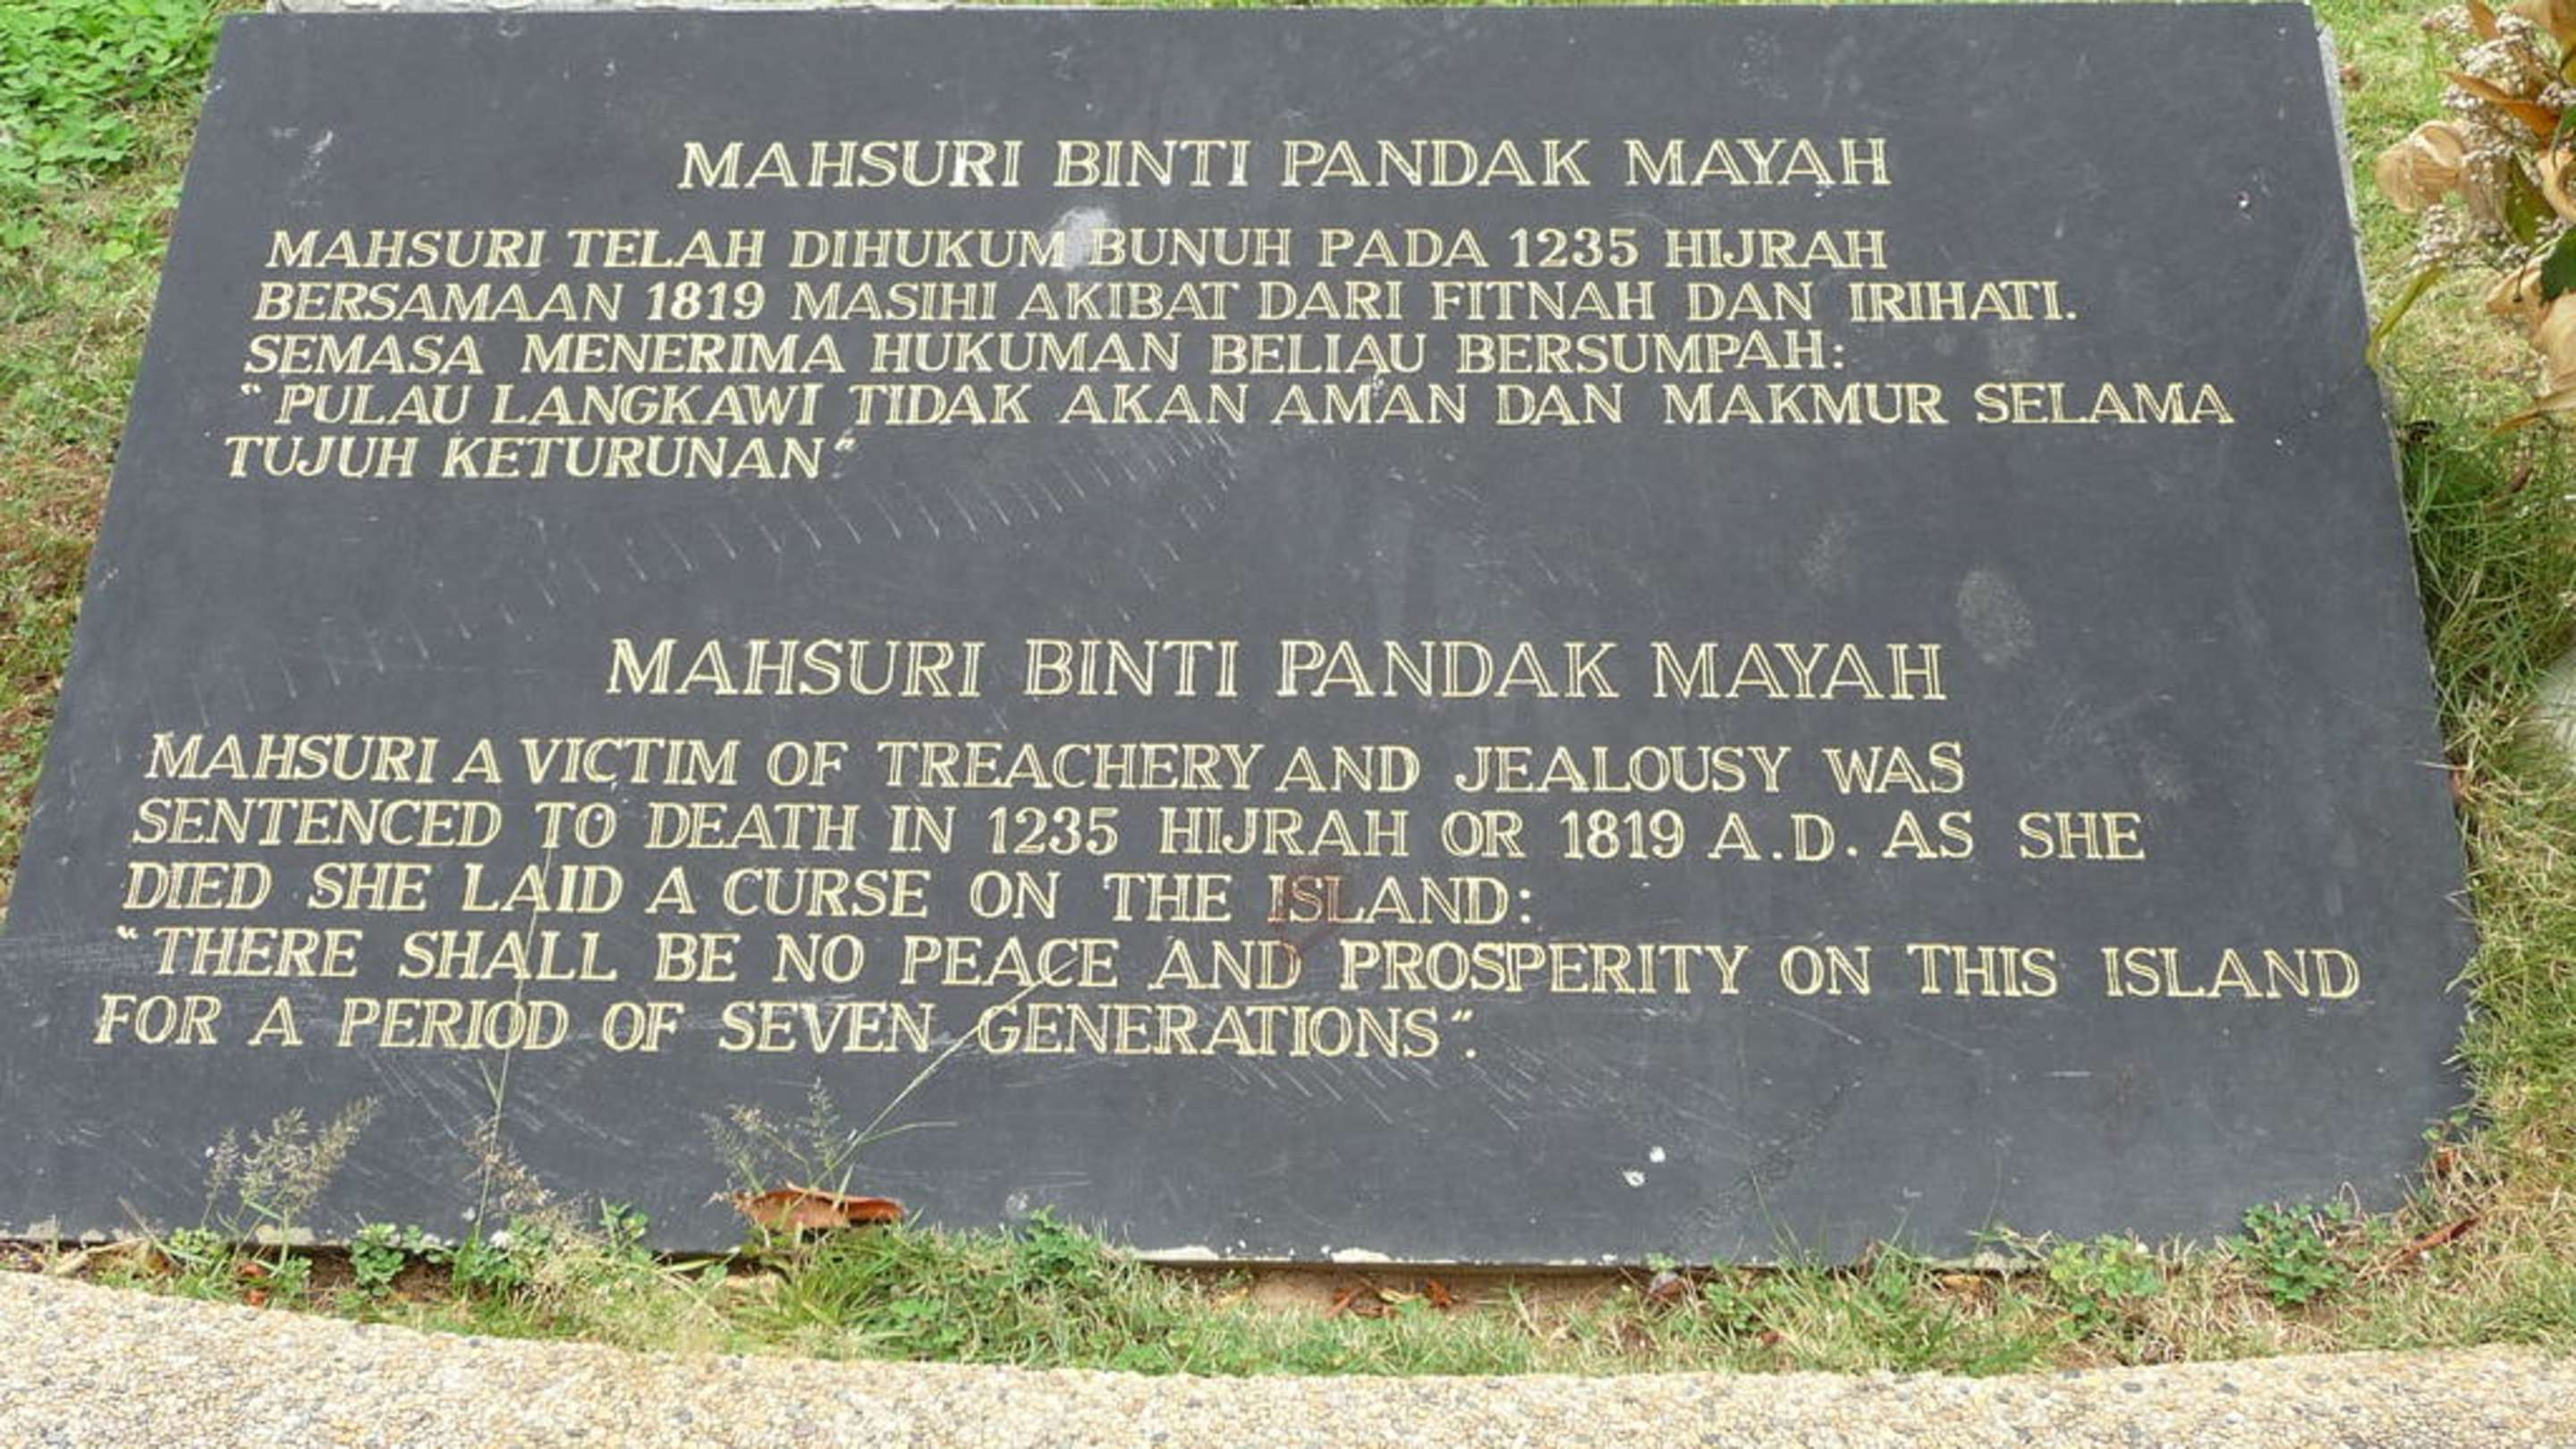 MAHSURI BINTI PANDAK MAYAH
MAHSURI TELAH DIHUKUM BUNUH PADA 1235 HIJRAH
BERSAMAAN 1819 MASIHI AKIBAT DARI FITNAH DAN IRIHATI.
SEMASA MENERIMA HUKUMAN BELIAU BERSUMPAH:
“PULAU LANGKAWI TIDAK AKAN AMAN DAN MAKMUR SELAMA
TUJUH KETURUNAN”
MAHSURI BINTI PANDAK MAYAH
MAHSURI A VICTIM OF TREACHERY AND JEALOUSY WAS
SENTENCED TO DEATH IN 1235 HIJRAH OR 1819 A.D. AS SHE
DIED SHE LAID A CURSE ON THE ISLAND:
“THERE SHALL BE NO PEACE AND PROSPERITY ON THIS ISLAND
FOR A PERIOD OF SEVEN GENERATIONS”.